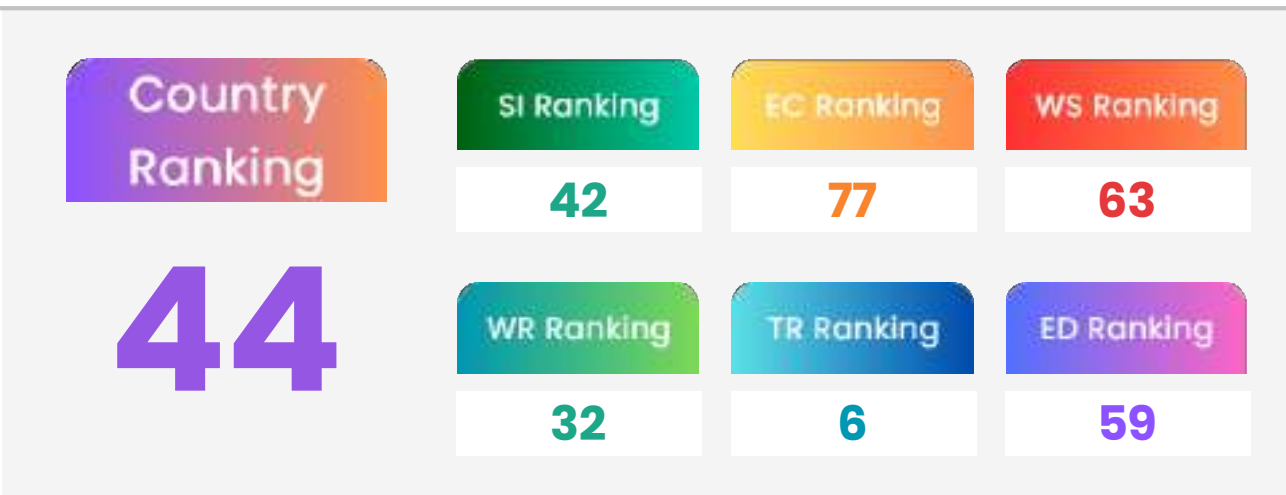 Country
Ranking
44
SI Ranking
EC Ranking
WS Ranking
42
77
63
WR Ranking
TR Ranking
ED Ranking
32
6
59